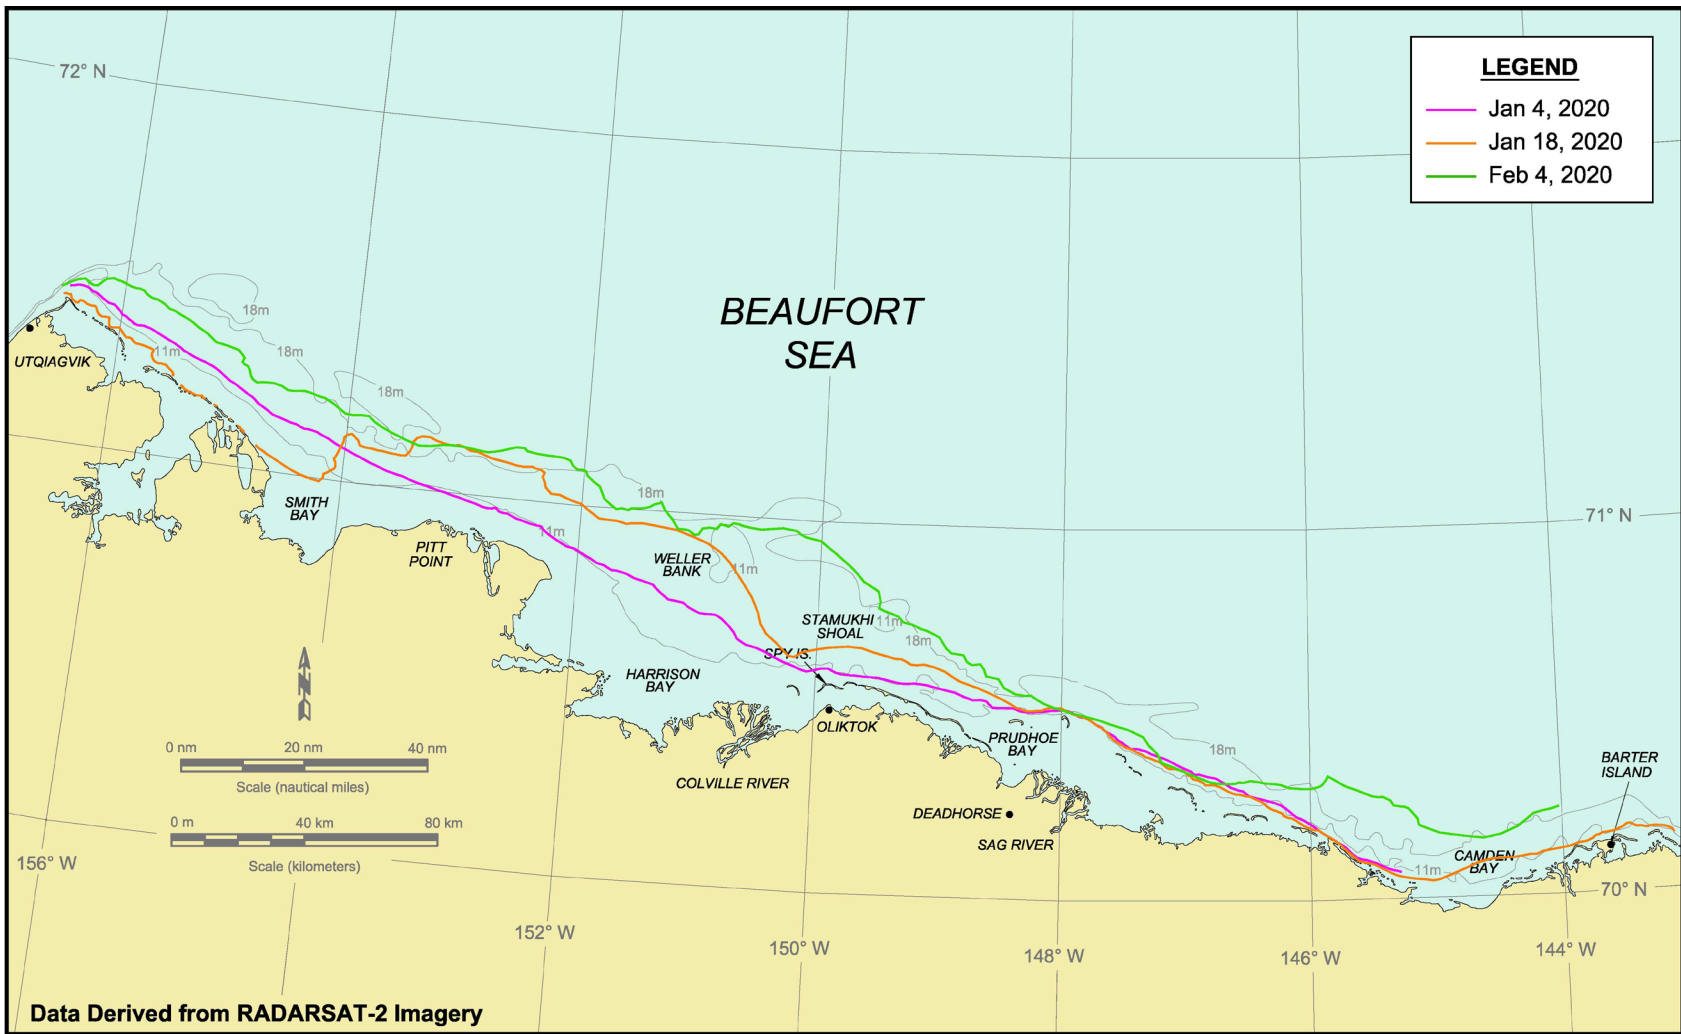 72° N
LEGEND
Jan 4, 2020
Jan 18, 2020
Feb 4, 2020
BEAUFORT
SEA
18m
18m
18m
11m
UTQIAGVIK
SMITH
BAY
PITT
POINT
18m
11m
71° N
WELLER
BANK
11m
STAMUKHI
SHOAL
11m
18m
SPY IS.
HARRISON
BAY
OLIKTOK
PRUDHOE
BAY
18m
BARTER
ISLAND
COLVILLE RIVER
DEADHORSE
SAG RIVER
CAMDEN
BAY
11m
70° N
0 nm
20 nm
40 nm
Scale (nautical miles)
0 m
40 km
80 km
Scale (kilometers)
156° W
152° W
150° W
148° W
146° W
144° W
Data Derived from RADARSAT-2 Imagery